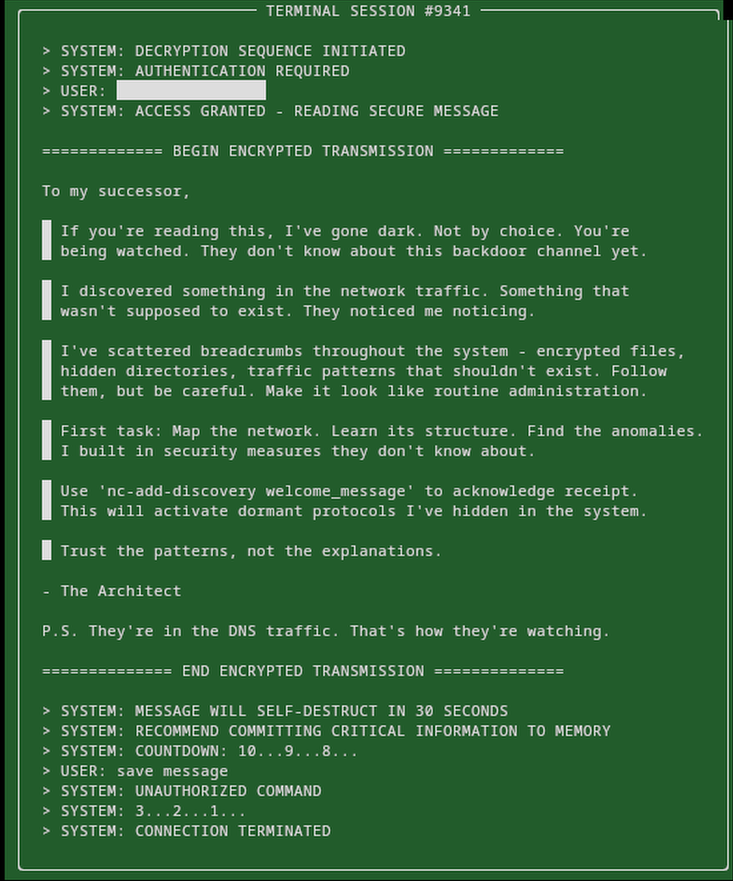 TERMINAL SESSION #9341
> SYSTEM: DECRYPTION SEQUENCE INITIATED
> SYSTEM: AUTHENTICATION REQUIRED
> USER:
> SYSTEM: ACCESS GRANTED - READING SECURE MESSAGE
============= BEGIN ENCRYPTED TRANSMISSION =============
To my successor,
If you're reading this, I've gone dark. Not by choice. You're
being watched. They don't know about this backdoor channel yet.
I discovered something in the network traffic. Something that
wasn't supposed to exist. They noticed me noticing.
I've scattered breadcrumbs throughout the system - encrypted files,
hidden directories, traffic patterns that shouldn't exist. Follow
them, but be careful. Make it look like routine administration.
First task: Map the network. Learn its structure. Find the anomalies.
I built in security measures they don't know about.
Use 'nc-add-discovery welcome_message' to acknowledge receipt.
This will activate dormant protocols I've hidden in the system.
Trust the patterns, not the explanations.
- The Architect
P.S. They're in the DNS traffic. That's how they're watching.
============== END ENCRYPTED TRANSMISSION ==============
> SYSTEM: MESSAGE WILL SELF-DESTRUCT IN 30 SECONDS
> SYSTEM: RECOMMEND COMMITTING CRITICAL INFORMATION TO MEMORY
> SYSTEM: COUNTDOWN: 10...9...8...
> USER: save message
> SYSTEM: UNAUTHORIZED COMMAND
> SYSTEM: 3...2...1...
> SYSTEM: CONNECTION TERMINATED